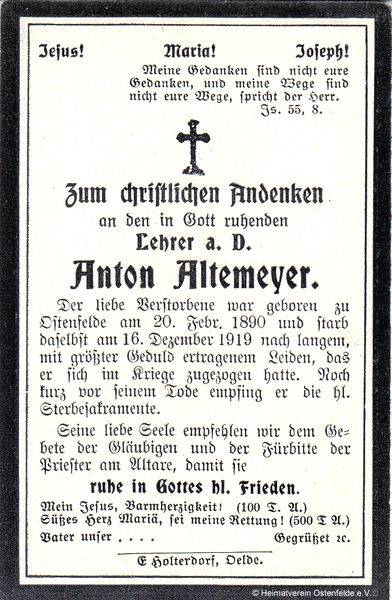 Jesus! Maria! Joseph!
Meine Gedanken sind nicht eure
Gedanken, und meine Wege sind
nicht eure Wege, spricht der Herr.
Js. 55, 8.
Zum christlichen Andenken
an den in Gott ruhenden
Lehrer a. D.
Anton Altemeyer.
Der liebe Verstorbene war geboren zu
Ostenfelde am 20. Febr. 1890 und starb
daselbst am 16. Dezember 1919 nach langem,
mit größter Geduld ertragenem Leiden, das
er sich im Kriege zugezogen hatte. Noch
kurz vor seinem Tode empfing er die hl.
Sterbesakramente.
Seine liebe Seele empfehlen wir dem Ge-
bete der Gläubigen und der Fürbitte der
Priester am Altare, damit sie
ruhe in Gottes hl. Frieden.
Mein Jesus, Barmherzigkeit! (100 T. A.)
Süßes Herz Mariä, sei meine Rettung! (500 T A.)
Vater unser . . . . Gegrüßet ꝛc.
E Holterdorf, Oelde.
© Heimatverein Ostenfelde e.V.